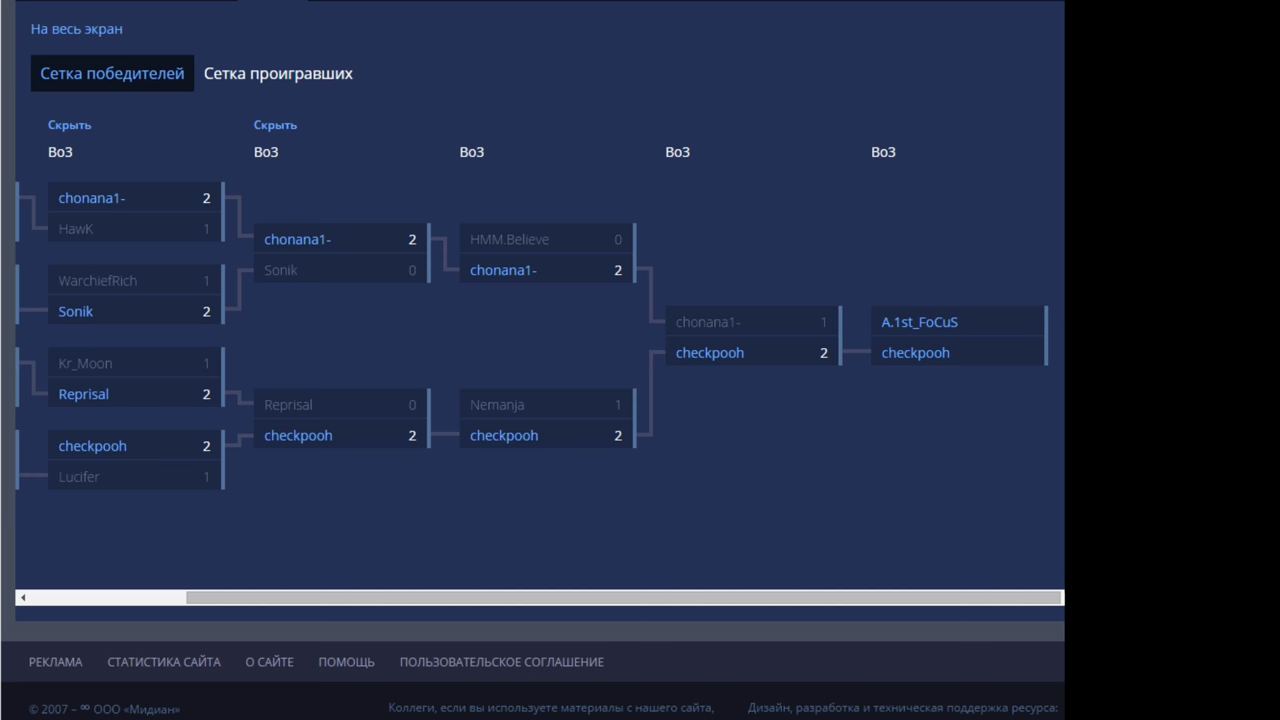 На весь экран
Сетка победителей Сетка проигравших
Скрыть Скрыть
Bo3 Bo3 Bo3 Bo3 Bo3
chonana1- 2
HawK 1
WarchiefRich 1
Sonik 2
Kr_Moon 1
Reprisal 2
checkpooh 2
Lucifer 1
chonana1- 2
Sonik 0
Reprisal 0
checkpooh 2
HMM.Believe 0
chonana1- 2
Nemanja 1
checkpooh 2
chonana1- 1
checkpooh 2
A.1st_FoCuS
checkpooh
РЕКЛАМА СТАТИСТИКА САЙТА О САЙТЕ ПОМОЩЬ ПОЛЬЗОВАТЕЛЬСКОЕ СОГЛАШЕНИЕ
© 2007 – ∞ ООО «Мидиан» Коллеги, если вы используете материалы с нашего сайта, Дизайн, разработка и техническая поддержка ресурса: